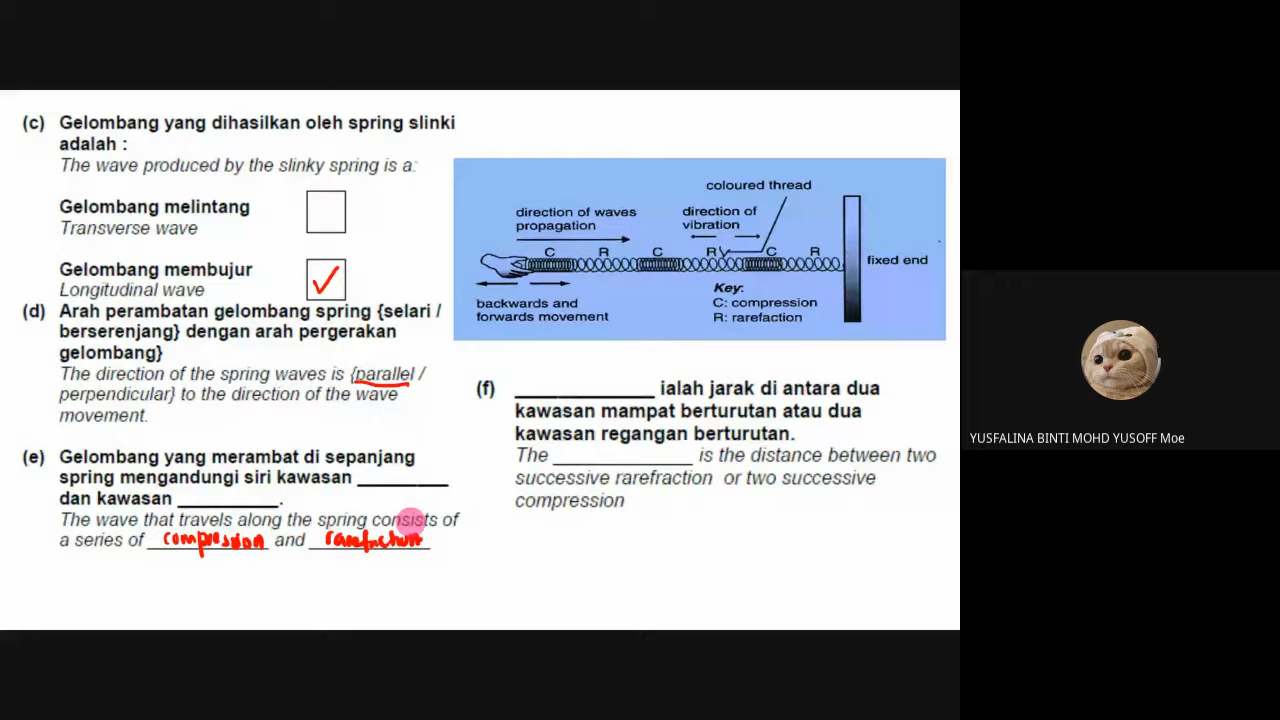 (c) Gelombang yang dihasilkan oleh spring slinki
adalah :
The wave produced by the slinky spring is a:
Gelombang melintang
Transverse wave
Gelombang membujur
Longitudinal wave
(d) Arah perambatan gelombang spring {selari /
berserenjang} dengan arah pergerakan
gelombang}
The direction of the spring waves is {parallel /
perpendicular} to the direction of the wave
movement.
(e) Gelombang yang merambat di sepanjang
spring mengandungi siri kawasan _________
dan kawasan ___________.
The wave that travels along the spring consists of
a series of compression and rarefaction
coloured thread
direction of waves
propagation
direction of
vibration
C R C R C R
fixed end
backwards and
forwards movement
Key:
C: compression
R: rarefaction
(f) _______________ ialah jarak di antara dua
kawasan mampat berturutan atau dua
kawasan regangan berturutan.
The _______________ is the distance between two
successive rarefraction or two successive
compression
YUSFALINA BINTI MOHD YUSOFF Moe